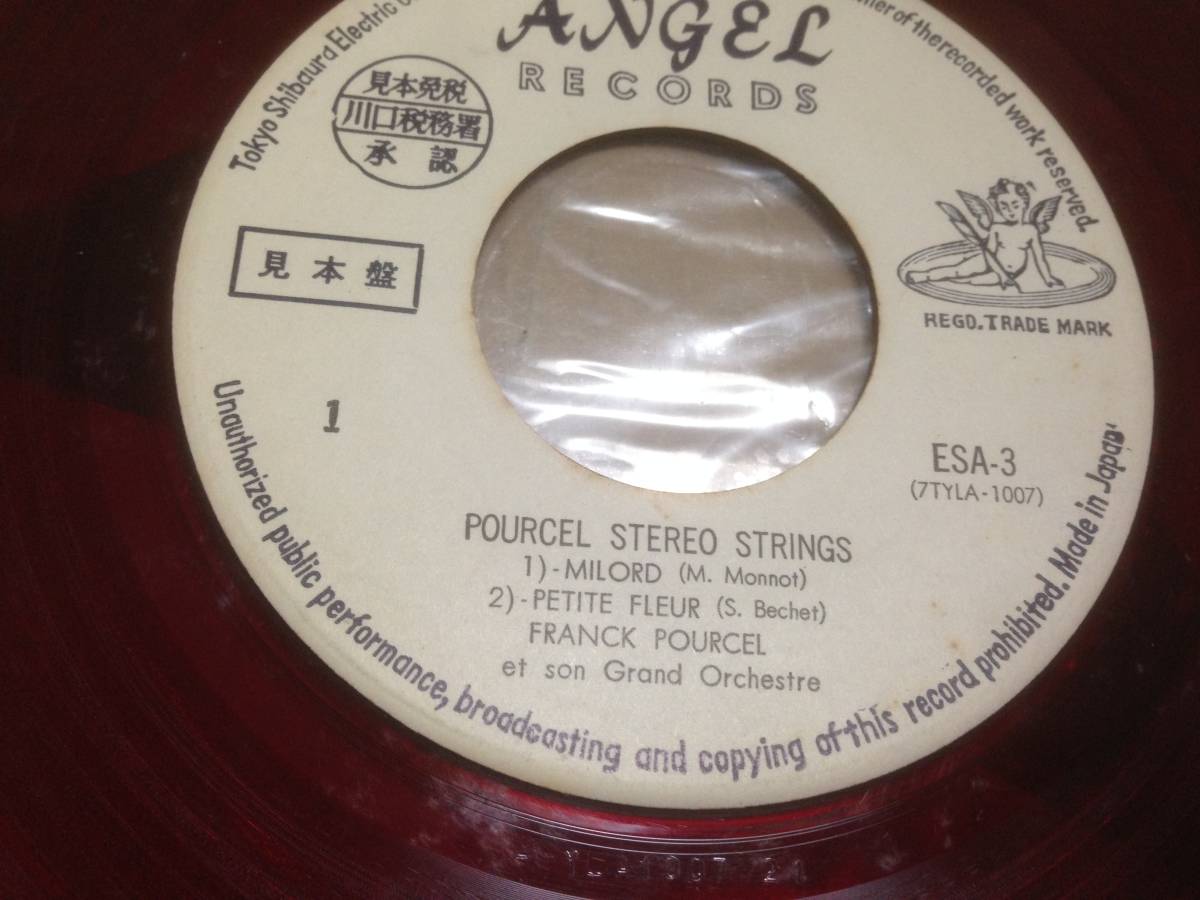 ANGEL
RECORDS
Tokyo Shibaura Electric
ner of the recorded work reserved.
見本免税
川口税務署
承認
見本盤
REGD. TRADE MARK
1
ESA-3
(7TYLA-1007)
POURCEL STEREO STRINGS
1)-MILORD (M. Monnot)
2)-PETITE FLEUR (S. Bechet)
FRANCK POURCEL
et son Grand Orchestre
Unauthorized public performance, broadcasting and copying of this record prohibited. Made in Japan